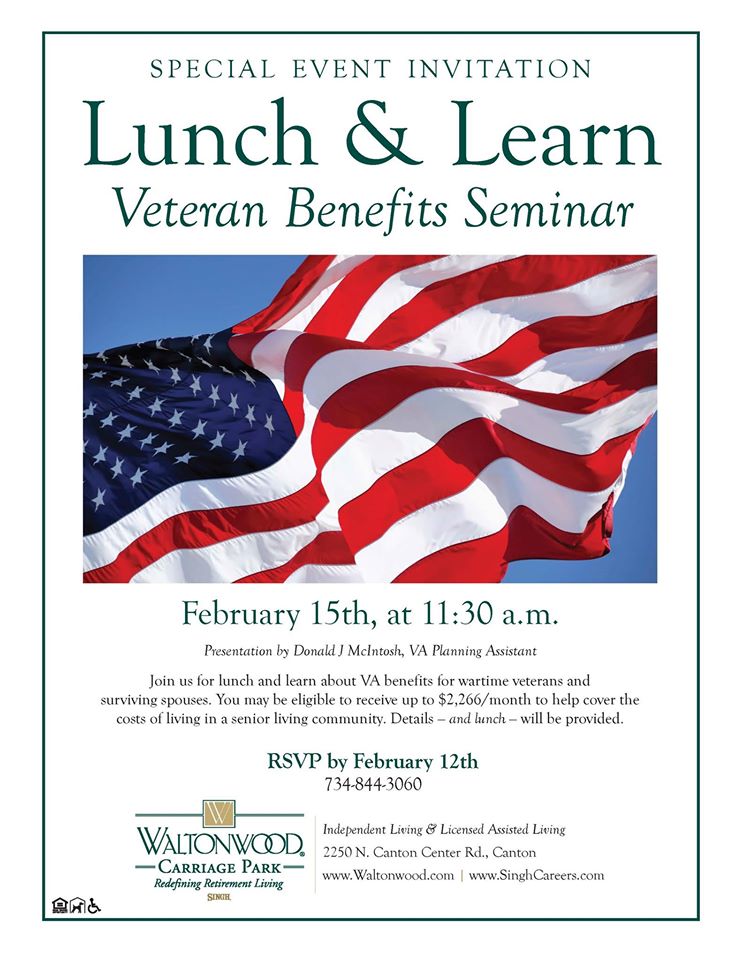 SPECIAL EVENT INVITATION
Lunch & Learn
Veteran Benefits Seminar
February 15th, at 11:30 a.m.
Presentation by Donald J McIntosh, VA Planning Assistant
Join us for lunch and learn about VA benefits for wartime veterans and
surviving spouses. You may be eligible to receive up to $2,266/month to help cover the
costs of living in a senior living community. Details – and lunch – will be provided.
RSVP by February 12th
734-844-3060
W
WALTONWOOD®
CARRIAGE PARK
Redefining Retirement Living
SINGH.
Independent Living & Licensed Assisted Living
2250 N. Canton Center Rd., Canton
www.Waltonwood.com | www.SinghCareers.com